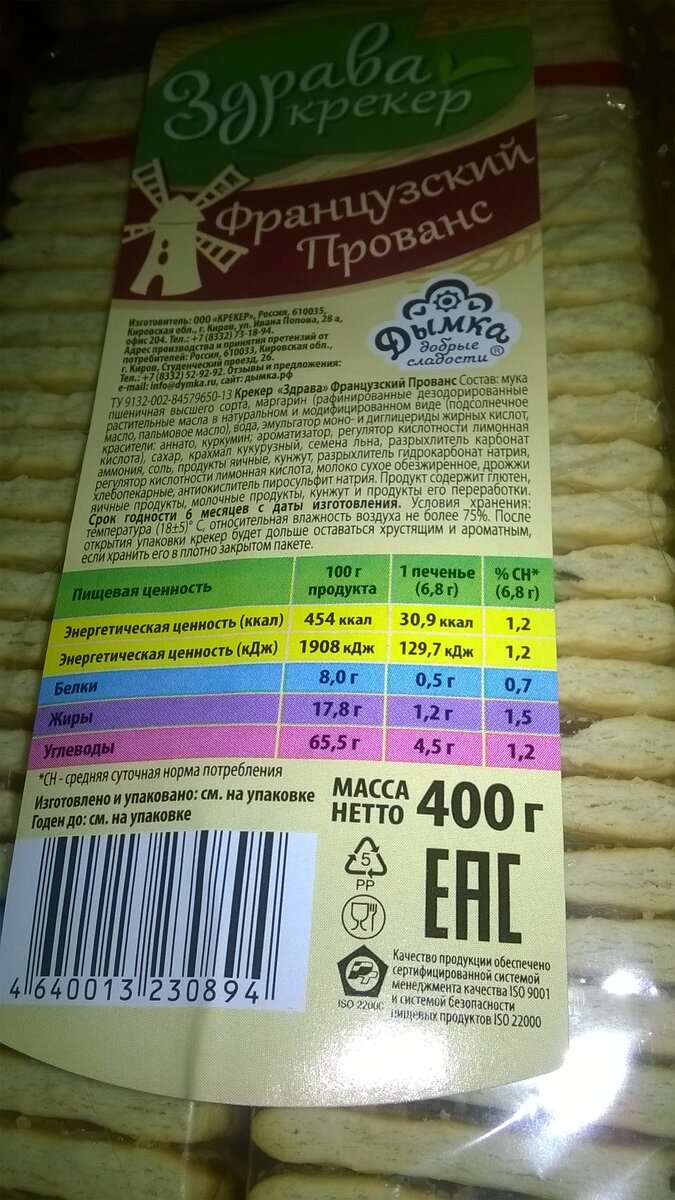 Здрава
крекер
Французский
Прованс
Изготовитель: ООО «КРЕКЕР», Россия, 610035,
Кировская обл., г. Киров, ул. Ивана Попова, 28 а,
офис 204. Тел.: +7 (8332) 73-18-94.
Адрес производства и принятия претензий от
потребителей: Россия, 610033, Кировская обл.,
г. Киров, Студенческий проезд, 26.
Тел.: +7 (8332) 52-92-92. Отзывы и предложения:
e-mail: info@dymka.ru, сайт: дымка.рф
Дымка
добрые
сладости ®
ТУ 9132-002-84579650-13 Крекер «Здрава» Французский Прованс Состав: мука
пшеничная высшего сорта, маргарин (рафинированные дезодорированные
растительные масла в натуральном и модифицированном виде (подсолнечное
масло, пальмовое масло), вода, эмульгатор моно- и диглицериды жирных кислот,
красители: аннато, куркумин; ароматизатор, регулятор кислотности лимонная
кислота), сахар, крахмал кукурузный, семена льна, разрыхлитель карбонат
аммония, соль, продукты яичные, кунжут, разрыхлитель гидрокарбонат натрия,
регулятор кислотности лимонная кислота, молоко сухое обезжиренное, дрожжи
хлебопекарные, антиокислитель пиросульфит натрия. Продукт содержит глютен,
яичные продукты, молочные продукты, кунжут и продукты его переработки.
Срок годности 6 месяцев с даты изготовления. Условия хранения:
температура (18±5)° С, относительная влажность воздуха не более 75%. После
открытия упаковки крекер будет дольше оставаться хрустящим и ароматным,
если хранить его в плотно закрытом пакете.
Пищевая ценность 100 г продукта 1 печенье (6,8 г) % СН* (6,8 г)
Энергетическая ценность (ккал) 454 ккал 30,9 ккал 1,2
Энергетическая ценность (кДж) 1908 кДж 129,7 кДж 1,2
Белки 8,0 г 0,5 г 0,7
Жиры 17,8 г 1,2 г 1,5
Углеводы 65,5 г 4,5 г 1,2
*СН - средняя суточная норма потребления
Изготовлено и упаковано: см. на упаковке
Годен до: см. на упаковке
МАССА
НЕТТО 400 г
5
PP
EAC
4 640013 230894
ISO 22000
Качество продукции обеспечено
сертифицированной системой
менеджмента качества ISO 9001
и системой безопасности
пищевых продуктов ISO 22000